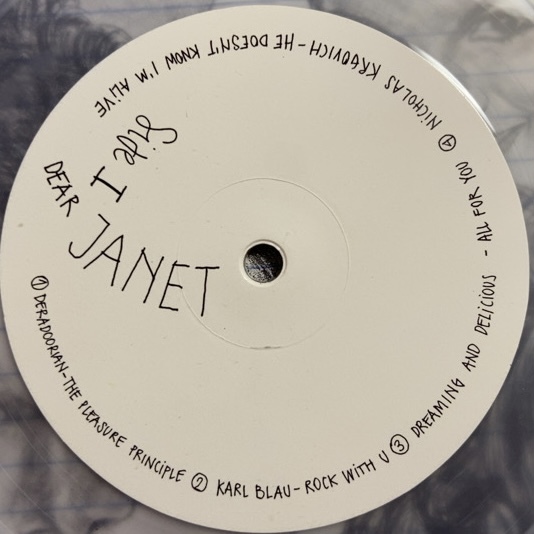 DEAR
JANET
Side I
① DERADOORIAN - THE PLEASURE PRINCIPLE ② KARL BLAU - ROCK WITH U ③ DREAMING AND DELICIOUS - ALL FOR YOU ④ NICHOLAS KRGOVICH - HE DOESN'T KNOW I'M ALIVE